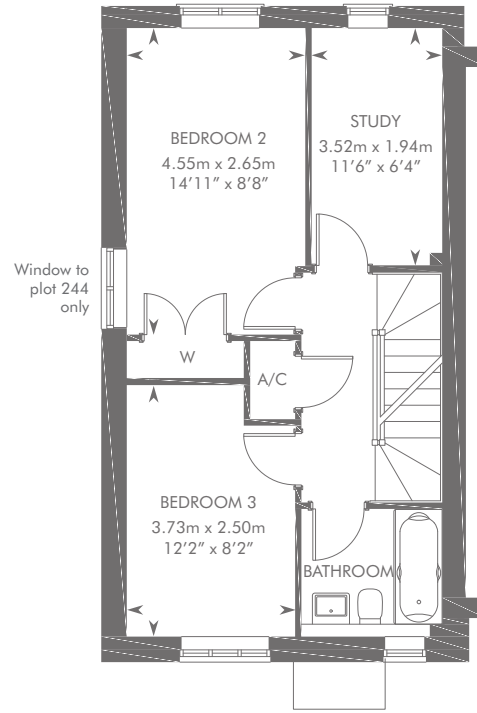 BEDROOM 2
4.55m x 2.65m
14’11” x 8’8”
STUDY
3.52m x 1.94m
11’6” x 6’4”
Window to
plot 244
only
W
A/C
BEDROOM 3
3.73m x 2.50m
12’2” x 8’2”
BATHROOM